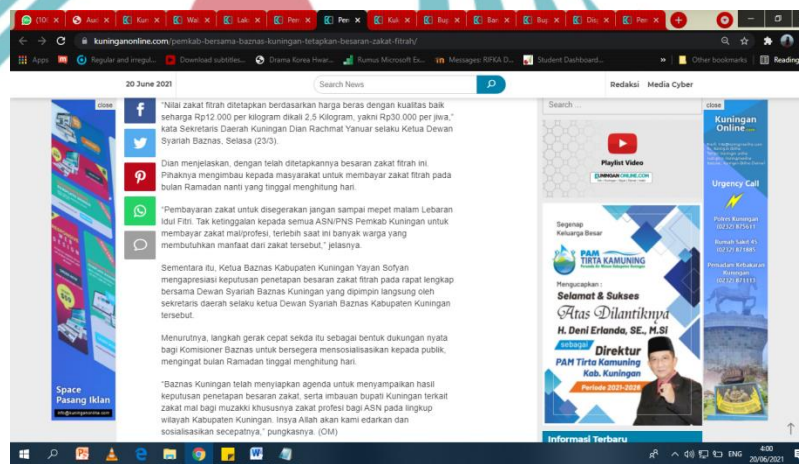 kuninganonline.com/pemkab-bersama-baznas-kuningan-tetapkan-besaran-zakat-fitrah/
Apps
Regular and irregul...
Download subtitles...
Drama Korea Hwar...
Rumus Microsoft Ex...
Messages: RIFKA D...
Student Dashboard...
Other bookmarks
Reading
20 June 2021
Search News
Redaksi Media Cyber
close
"Nilai zakat fitrah ditetapkan berdasarkan harga beras dengan kualitas baik
seharga Rp12.000 per kilogram dikali 2,5 Kilogram, yakni Rp30.000 per jiwa,"
kata Sekretaris Daerah Kuningan Dian Rachmat Yanuar selaku Ketua Dewan
Syariah Baznas, Selasa (23/3).
Dian menjelaskan, dengan telah ditetapkannya besaran zakat fitrah ini.
Pihaknya mengimbau kepada masyarakat untuk membayar zakat fitrah pada
bulan Ramadan nanti yang tinggal menghitung hari.
"Pembayaran zakat untuk disegerakan jangan sampai mepet malam Lebaran
Idul Fitri. Tak ketinggalan kepada semua ASN/PNS Pemkab Kuningan untuk
membayar zakat mal/profesi, terlebih saat ini banyak warga yang
membutuhkan manfaat dari zakat tersebut," jelasnya.
Sementara itu, Ketua Baznas Kabupaten Kuningan Yayan Sofyan
mengapresiasi keputusan penetapan besaran zakat fitrah pada rapat lengkap
bersama Dewan Syariah Baznas Kuningan yang dipimpin langsung oleh
sekretaris daerah selaku ketua Dewan Syariah Baznas Kabupaten Kuningan
tersebut.
Menurutnya, langkah gerak cepat sekda itu sebagai bentuk dukungan nyata
bagi Komisioner Baznas untuk bersegera mensosialisasikan kepada publik,
mengingat bulan Ramadan tinggal menghitung hari.
"Baznas Kuningan telah menyiapkan agenda untuk menyampaikan hasil
keputusan penetapan besaran zakat, serta imbauan bupati Kuningan terkait
zakat mal bagi muzakki khususnya zakat profesi bagi ASN pada lingkup
wilayah Kabupaten Kuningan. Insya Allah akan kami edarkan dan
sosialisasikan secepatnya," pungkasnya. (OM)
Space
Pasang Iklan
Search ...
Playlist Video
KUNINGAN ONLINE.COM
Segenap
Keluarga Besar
PAM
TIRTA KAMUNING
Mengucapkan :
Selamat & Sukses
Atas Dilantiknya
H. Deni Erlanda, SE., M.Si
sebagai
Direktur
PAM Tirta Kamuning
Kab. Kuningan
Periode 2021-2026
Informasi Terbaru
close
Kuningan
Online
Urgency Call
Polres Kuningan
(0232) 875611
Rumah Sakit 45
(0232) 871885
Pemadam Kebakaran
Kuningan
(0232) 871113
ENG
4:00
20/06/2021